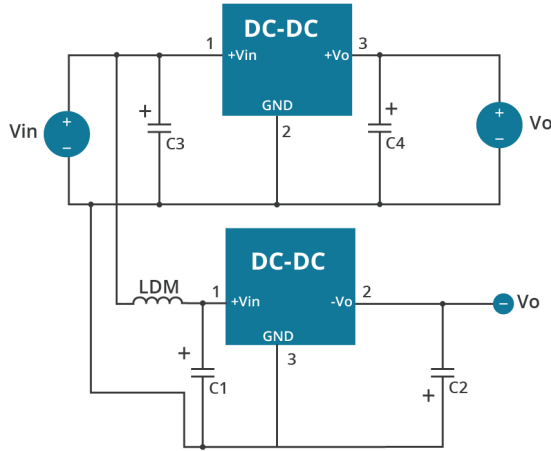 DC-DC
1
+Vin
+Vo
3
GND
2
Vin
+
−
+
C3
+
C4
+
−
Vo
LDM
DC-DC
1
+Vin
-Vo
2
− Vo
GND
3
+
C1
+
C2